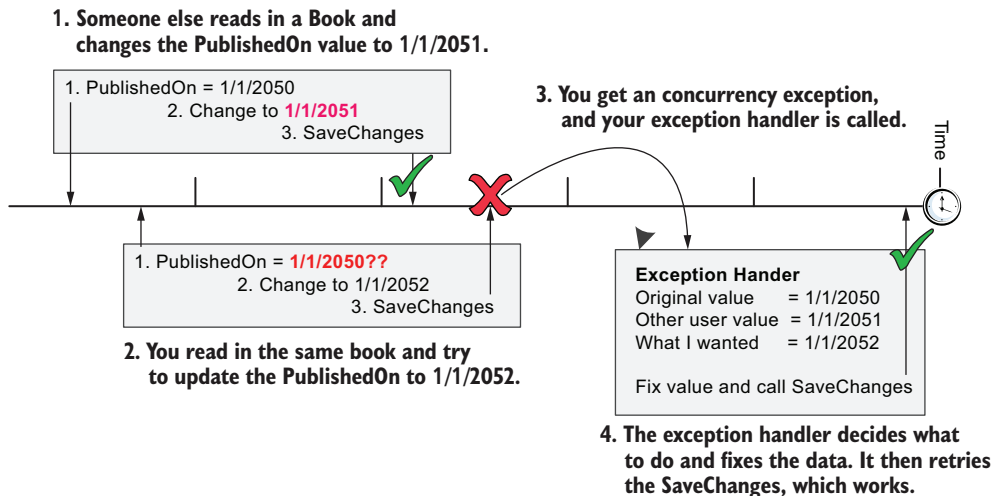 1. Someone else reads in a Book and
changes the PublishedOn value to 1/1/2051.
1. PublishedOn = 1/1/2050
2. Change to 1/1/2051
3. SaveChanges
3. You get an concurrency exception,
and your exception handler is called.
Time
1. PublishedOn = 1/1/2050??
2. Change to 1/1/2052
3. SaveChanges
2. You read in the same book and try
to update the PublishedOn to 1/1/2052.
Exception Hander
Original value = 1/1/2050
Other user value = 1/1/2051
What I wanted = 1/1/2052
Fix value and call SaveChanges
4. The exception handler decides what
to do and fixes the data. It then retries
the SaveChanges, which works.